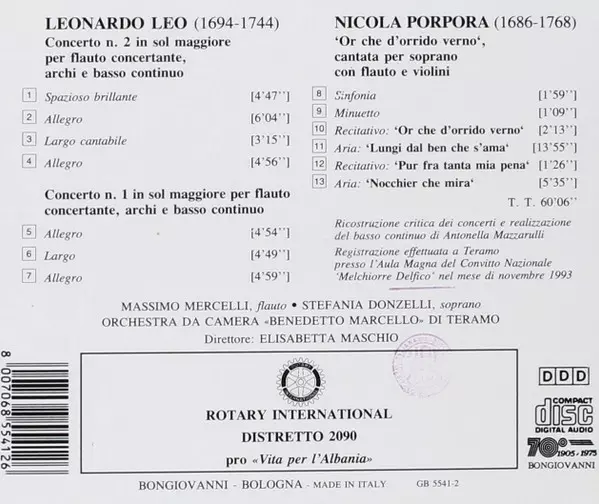 LEONARDO LEO (1694-1744)
Concerto n. 2 in sol maggiore
per flauto concertante,
archi e basso continuo
1 Spazioso brillante [4'47'']
2 Allegro [6'04'']
3 Largo cantabile [3'15'']
4 Allegro [4'56'']
Concerto n. 1 in sol maggiore per flauto
concertante, archi e basso continuo
5 Allegro [4'54'']
6 Largo [4'49'']
7 Allegro [4'59'']
NICOLA PORPORA (1686-1768)
'Or che d'orrido verno',
cantata per soprano
con flauto e violini
8 Sinfonia [1'59'']
9 Minuetto [1'09'']
10 Recitativo: 'Or che d'orrido verno' [2'13'']
11 Aria: 'Lungi dal ben che s'ama' [13'55'']
12 Recitativo: 'Pur fra tanta mia pena' [1'26'']
13 Aria: 'Nocchier che mira' [5'35'']
T. T. 60'06''
Ricostruzione critica dei concerti e realizzazione
del basso continuo di Antonella Mazzarulli
Registrazione effettuata a Teramo
presso l'Aula Magna del Convitto Nazionale
'Melchiorre Delfico' nel mese di novembre 1993
MASSIMO MERCELLI, flauto • STEFANIA DONZELLI, soprano
ORCHESTRA DA CAMERA «BENEDETTO MARCELLO» DI TERAMO
Direttore: ELISABETTA MASCHIO
8 007068 554126
ROTARY INTERNATIONAL
DISTRETTO 2090
pro «Vita per l'Albania»
DDD
COMPACT
disc
DIGITAL AUDIO
70°
1905-1975
BONGIOVANNI
BONGIOVANNI - BOLOGNA - MADE IN ITALY GB 5541-2